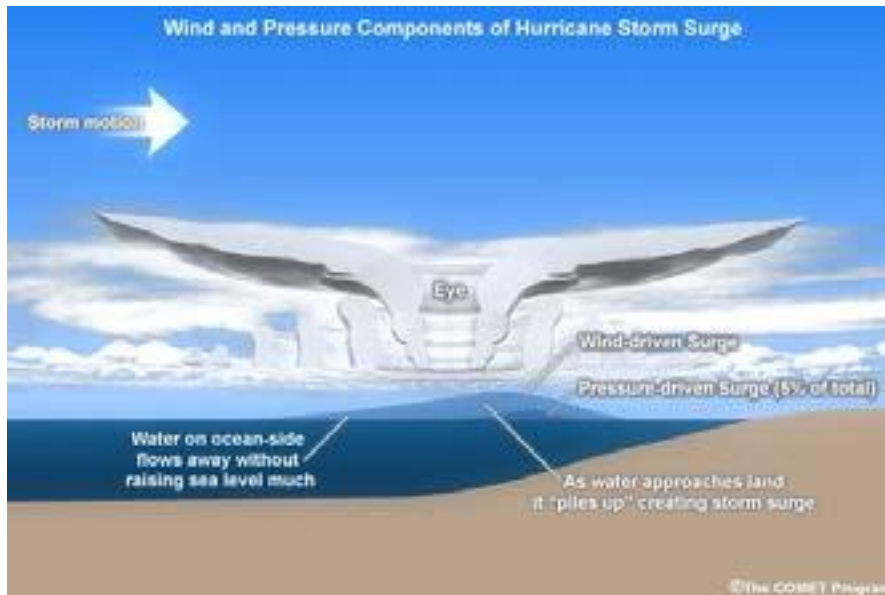 Wind and Pressure Components of Hurricane Storm Surge
Storm motion
Eye
Wind-driven Surge
Pressure-driven Surge (5% of total)
Water on ocean-side
flows away without
raising sea level much
As water approaches land
it "piles up" creating storm surge
©The COMET Program